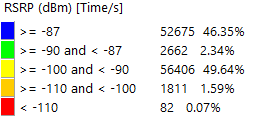 RSRP (dBm) [Time/s]
>= -87 52675 46.35%
>= -90 and < -87 2662 2.34%
>= -100 and < -90 56406 49.64%
>= -110 and < -100 1811 1.59%
< -110 82 0.07%